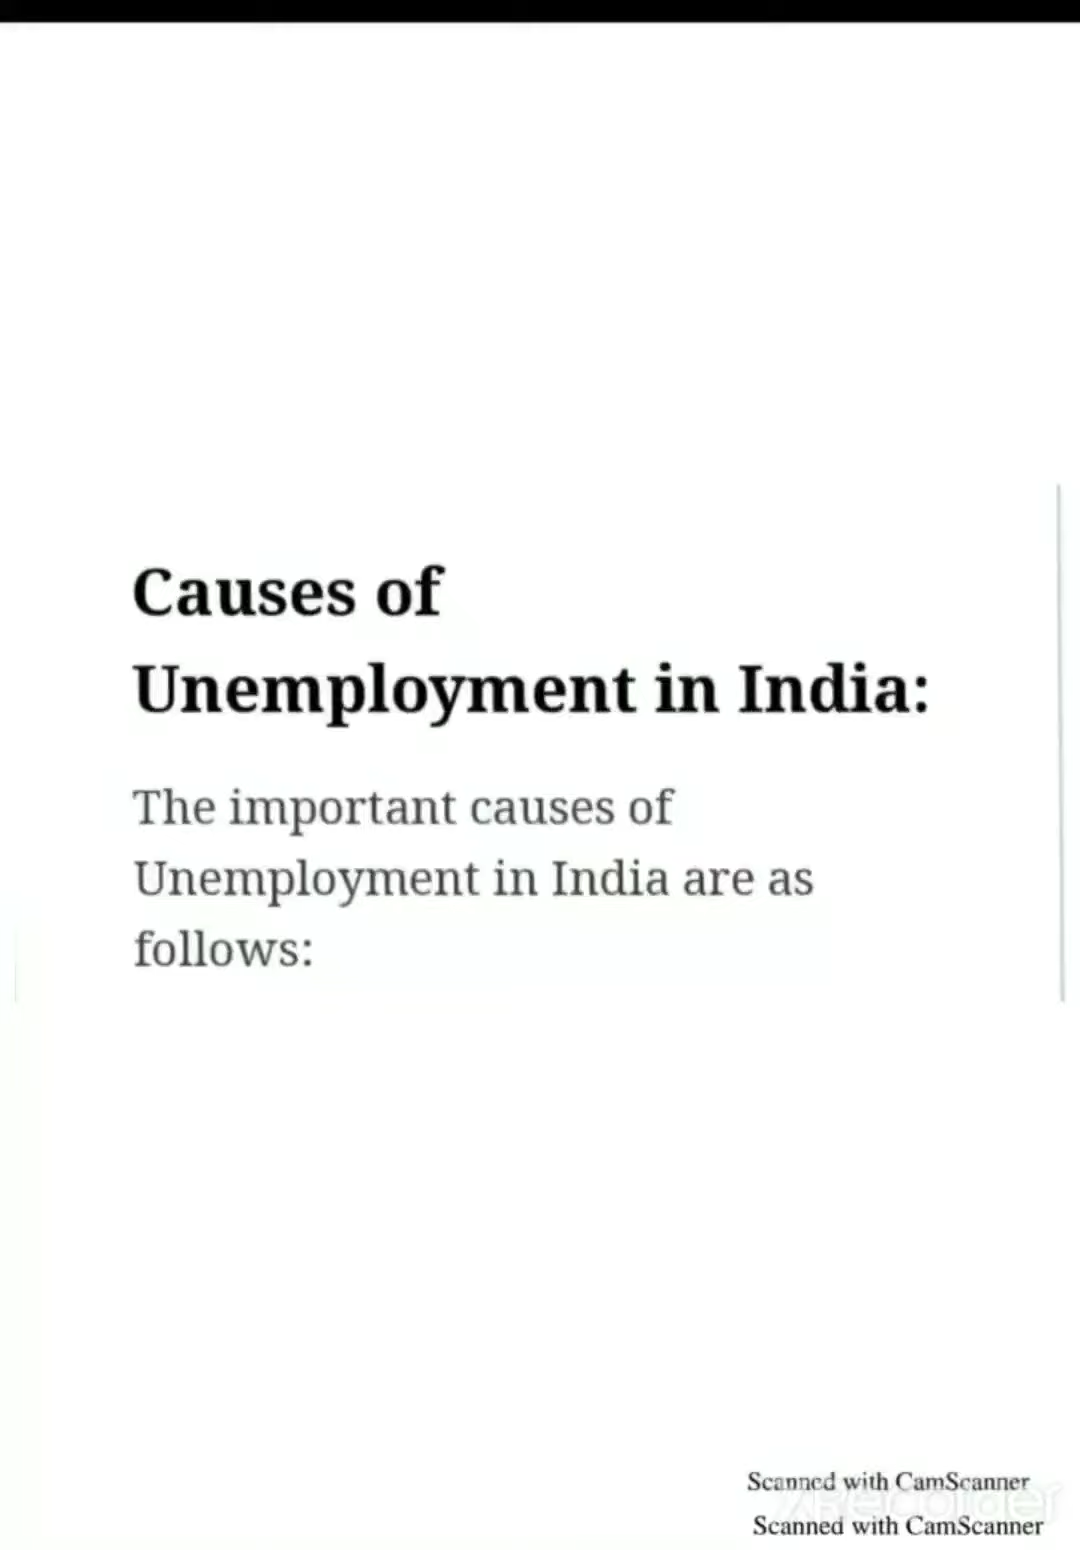 Causes of
Unemployment in India:
The important causes of
Unemployment in India are as
follows:
Scanned with CamScanner
XRecorder
Scanned with CamScanner